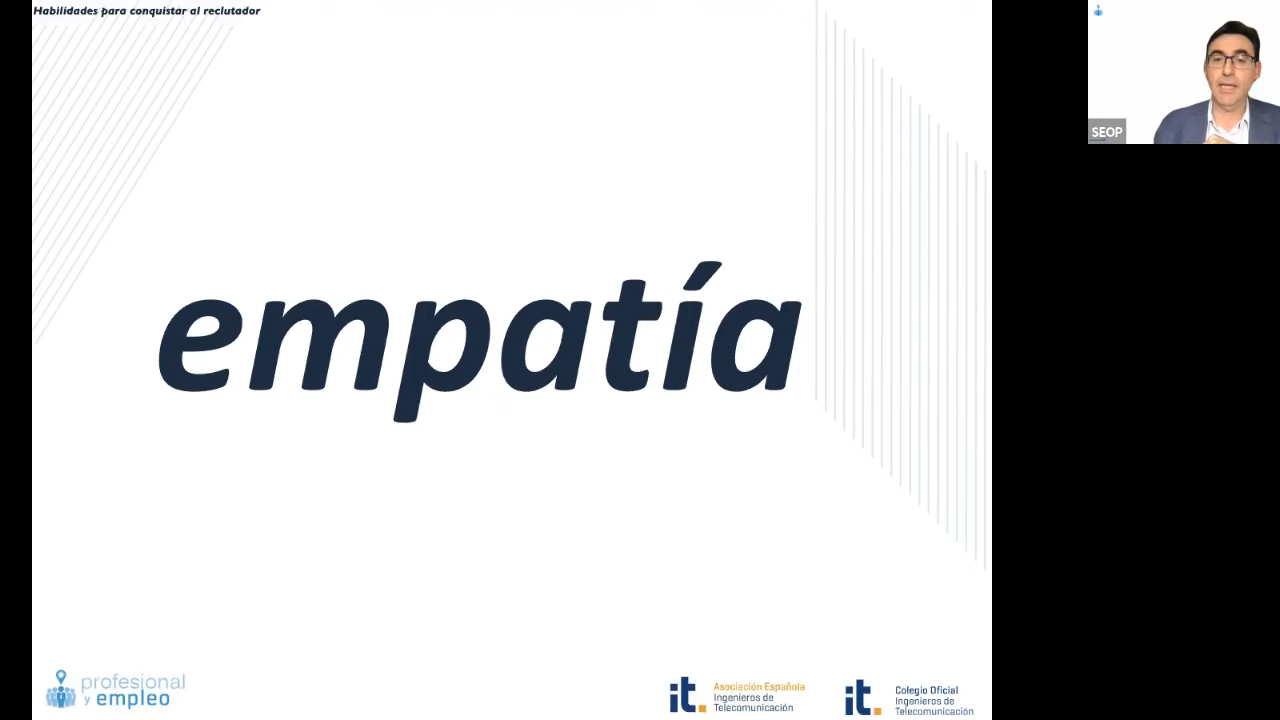 Habilidades para conquistar al reclutador
SEOP
empatía
profesional
y empleo
it.
Asociación Española
Ingenieros de
Telecomunicación
it.
Colegio Oficial
Ingenieros de
Telecomunicación